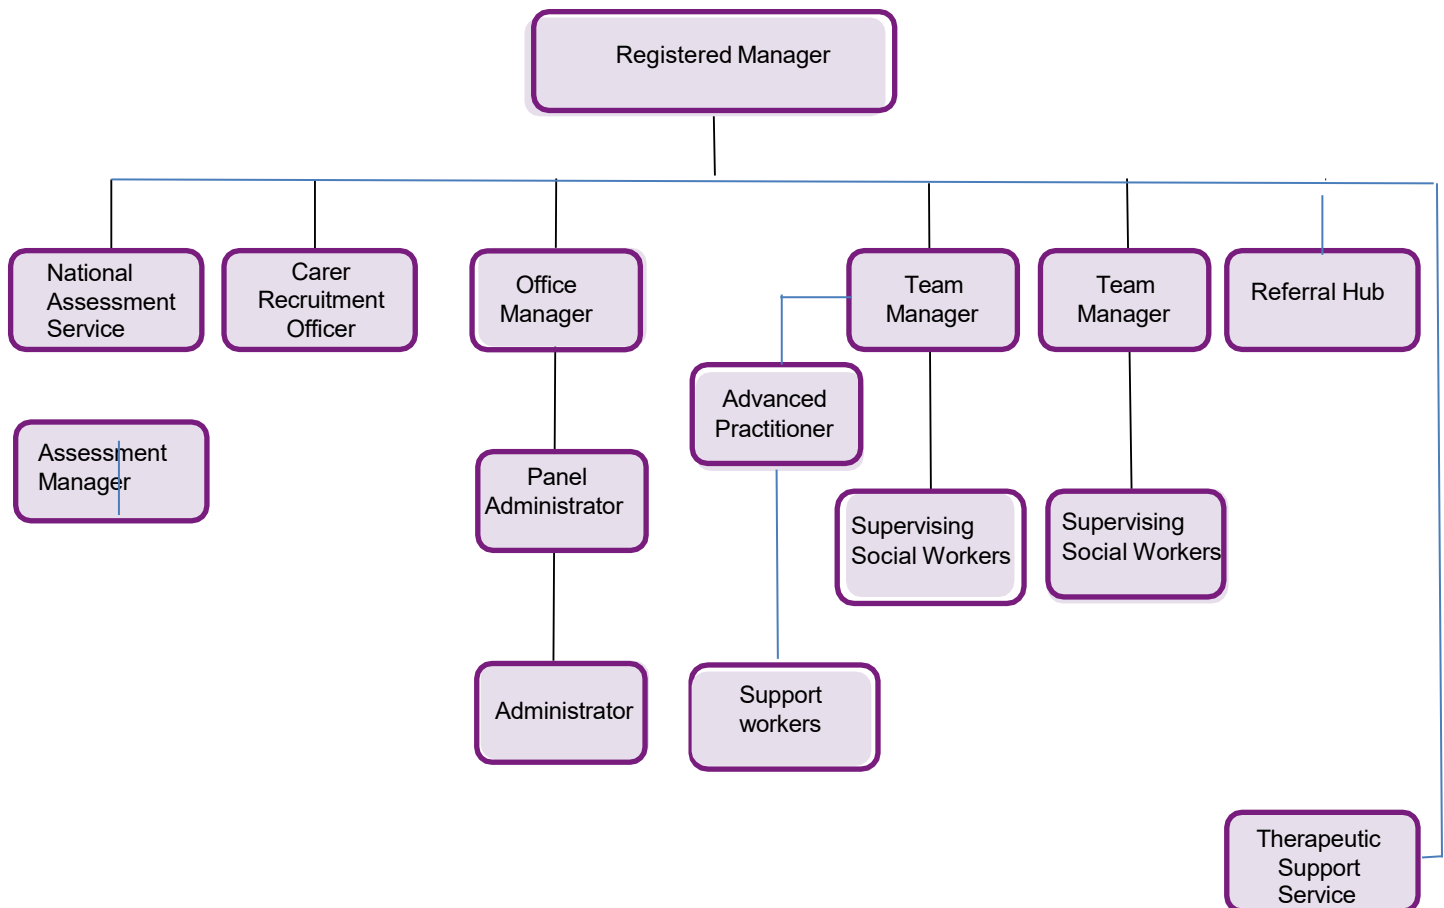 Registered Manager
National
Assessment
Service
Carer
Recruitment
Officer
Office
Manager
Team
Manager
Team
Manager
Referral Hub
Advanced
Practitioner
Assessment
Manager
Panel
Administrator
Supervising
Social Workers
Supervising
Social Workers
Administrator
Support
workers
Therapeutic
Support
Service